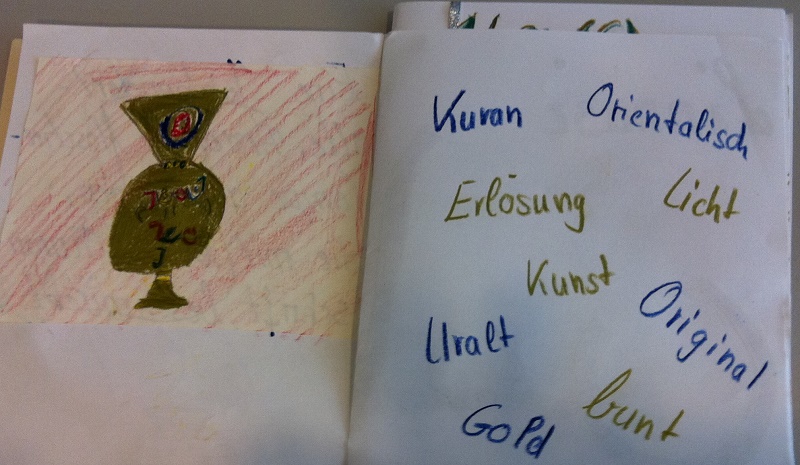 Kuran
Orientalisch
Erlösung
Licht
Kunst
Original
Uralt
Gold
bunt